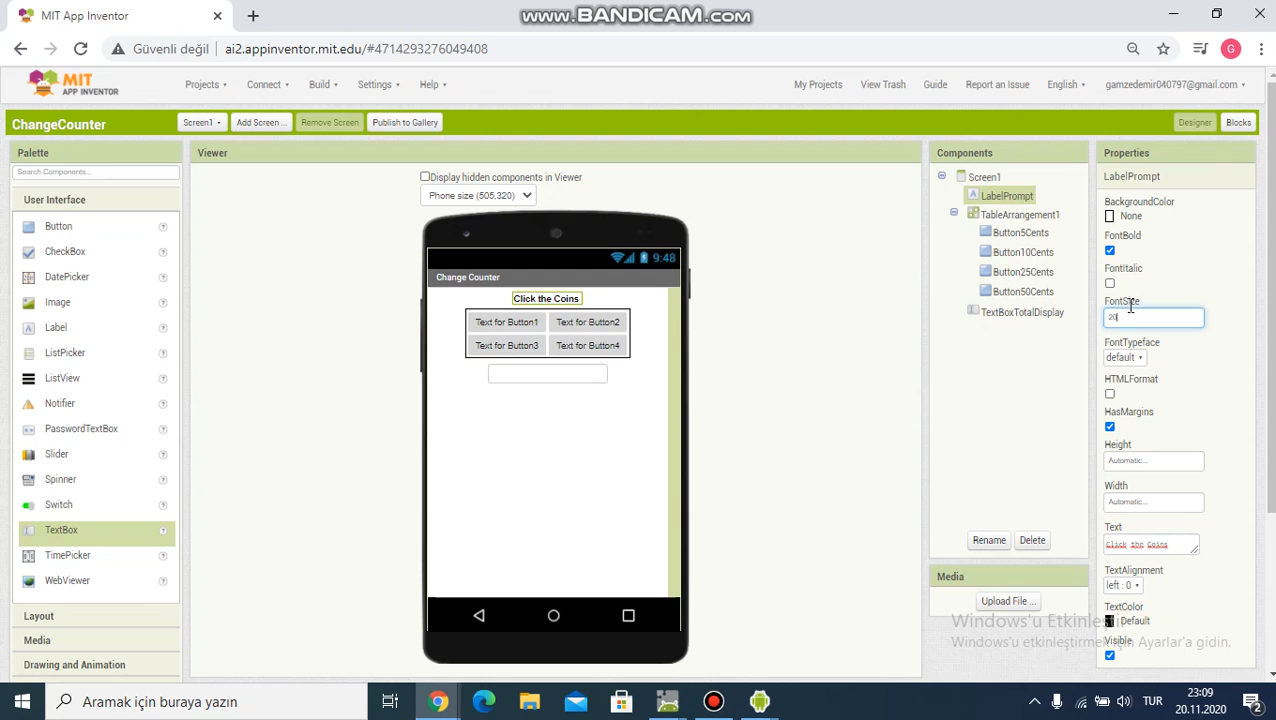 MIT App Inventor
www.BANDICAM.com
Güvenli değil
ai2.appinventor.mit.edu/#4714293276049408
G
MIT
APP INVENTOR
Projects
Connect
Build
Settings
Help
My Projects
View Trash
Guide
Report an Issue
English
gamzedemir040797@gmail.com
ChangeCounter
Screen1
Add Screen ...
Remove Screen
Publish to Gallery
Designer
Blocks
Palette
Search Components...
User Interface
Button
CheckBox
DatePicker
Image
Label
ListPicker
ListView
Notifier
PasswordTextBox
Slider
Spinner
Switch
TextBox
TimePicker
WebViewer
Layout
Media
Drawing and Animation
Viewer
Display hidden components in Viewer
Phone size (505,320)
9:48
Change Counter
Click the Coins
Text for Button1
Text for Button2
Text for Button3
Text for Button4
Components
Screen1
LabelPrompt
TableArrangement1
Button5Cents
Button10Cents
Button25Cents
Button50Cents
TextBoxTotalDisplay
Rename
Delete
Media
Upload File ...
Properties
LabelPrompt
BackgroundColor
None
FontBold
FontItalic
FontSize
20
FontTypeface
default
HTMLFormat
HasMargins
Height
Automatic...
Width
Automatic...
Text
Click the Coins
TextAlignment
left : 0
TextColor
Default
Visible
Windows'u Etkinleştir
Windows'u etkinleştirmek için Ayarlar'a gidin.
Aramak için buraya yazın
TUR
23:09
20.11.2020
2